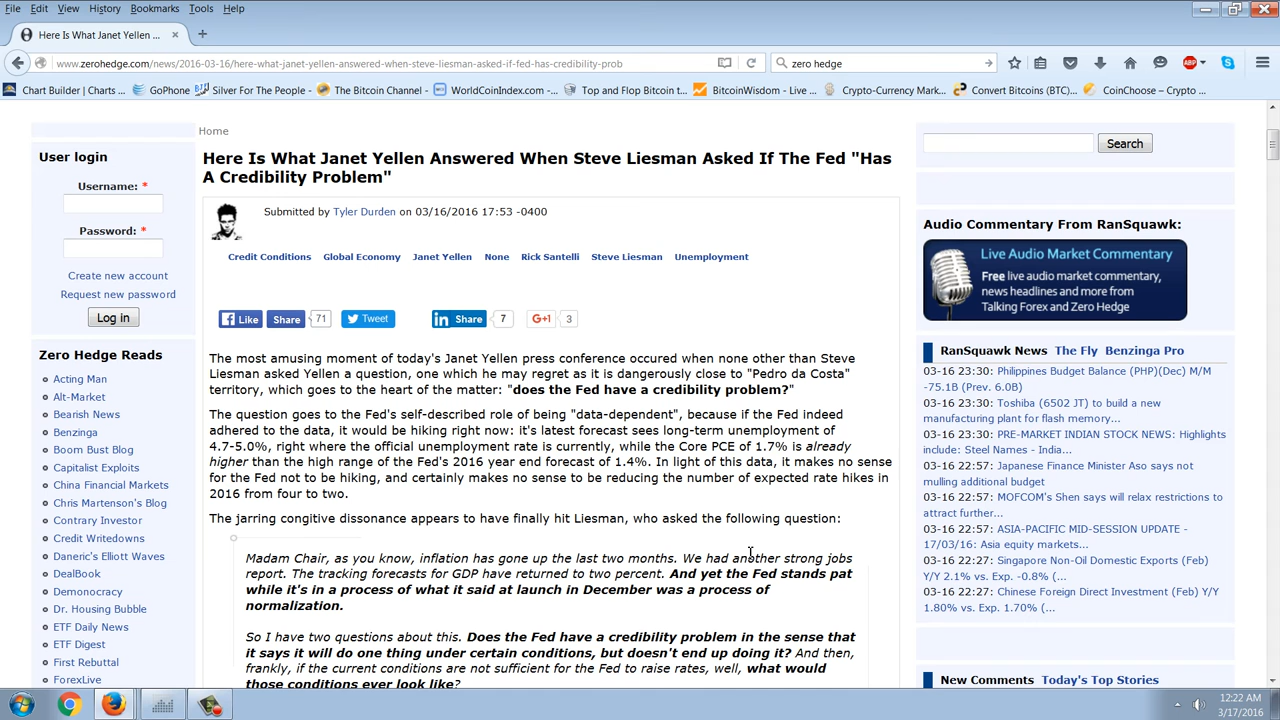 File Edit View History Bookmarks Tools Help
Here Is What Janet Yellen ...
www.zerohedge.com/news/2016-03-16/here-what-janet-yellen-answered-when-steve-liesman-asked-if-fed-has-credibility-prob
zero hedge
ABP
Chart Builder | Charts ... GoPhone Silver For The People - The Bitcoin Channel - WorldCoinIndex.com -... Top and Flop Bitcoin t... BitcoinWisdom - Live ... Crypto-Currency Mark... Convert Bitcoins (BTC)... CoinChoose – Crypto ...
Home
User login
Username: *
Password: *
Create new account
Request new password
Log in
Zero Hedge Reads
Acting Man
Alt-Market
Bearish News
Benzinga
Boom Bust Blog
Capitalist Exploits
China Financial Markets
Chris Martenson's Blog
Contrary Investor
Credit Writedowns
Daneric's Elliott Waves
DealBook
Demonocracy
Dr. Housing Bubble
ETF Daily News
ETF Digest
First Rebuttal
ForexLive
Here Is What Janet Yellen Answered When Steve Liesman Asked If The Fed "Has
A Credibility Problem"
Submitted by Tyler Durden on 03/16/2016 17:53 -0400
Credit Conditions Global Economy Janet Yellen None Rick Santelli Steve Liesman Unemployment
Like Share 71 Tweet Share 7 G+1 3
The most amusing moment of today's Janet Yellen press conference occured when none other than Steve
Liesman asked Yellen a question, one which he may regret as it is dangerously close to "Pedro da Costa"
territory, which goes to the heart of the matter: "does the Fed have a credibility problem?"
The question goes to the Fed's self-described role of being "data-dependent", because if the Fed indeed
adhered to the data, it would be hiking right now: it's latest forecast sees long-term unemployment of
4.7-5.0%, right where the official unemployment rate is currently, while the Core PCE of 1.7% is already
higher than the high range of the Fed's 2016 year end forecast of 1.4%. In light of this data, it makes no sense
for the Fed not to be hiking, and certainly makes no sense to be reducing the number of expected rate hikes in
2016 from four to two.
The jarring congitive dissonance appears to have finally hit Liesman, who asked the following question:
Madam Chair, as you know, inflation has gone up the last two months. We had another strong jobs
report. The tracking forecasts for GDP have returned to two percent. And yet the Fed stands pat
while it's in a process of what it said at launch in December was a process of
normalization.
So I have two questions about this. Does the Fed have a credibility problem in the sense that
it says it will do one thing under certain conditions, but doesn't end up doing it? And then,
frankly, if the current conditions are not sufficient for the Fed to raise rates, well, what would
those conditions ever look like?
Search
Audio Commentary From RanSquawk:
Live Audio Market Commentary
Free live audio market commentary,
news headlines and more from
Talking Forex and Zero Hedge
RanSquawk News The Fly Benzinga Pro
03-16 23:30: Philippines Budget Balance (PHP)(Dec) M/M
-75.1B (Prev. 6.0B)
03-16 23:30: Toshiba (6502 JT) to build a new
manufacturing plant for flash memory...
03-16 23:30: PRE-MARKET INDIAN STOCK NEWS: Highlights
include: Steel Names - India...
03-16 22:57: Japanese Finance Minister Aso says not
mulling additional budget
03-16 22:57: MOFCOM's Shen says will relax restrictions to
attract further...
03-16 22:57: ASIA-PACIFIC MID-SESSION UPDATE -
17/03/16: Asia equity markets...
03-16 22:57: Singapore Non-Oil Domestic Exports (Feb)
Y/Y 2.1% vs. Exp. -0.8% (...
03-16 22:27: Chinese Foreign Direct Investment (Feb) Y/Y
1.80% vs. Exp. 1.70% (...
New Comments Today's Top Stories
12:22 AM
3/17/2016